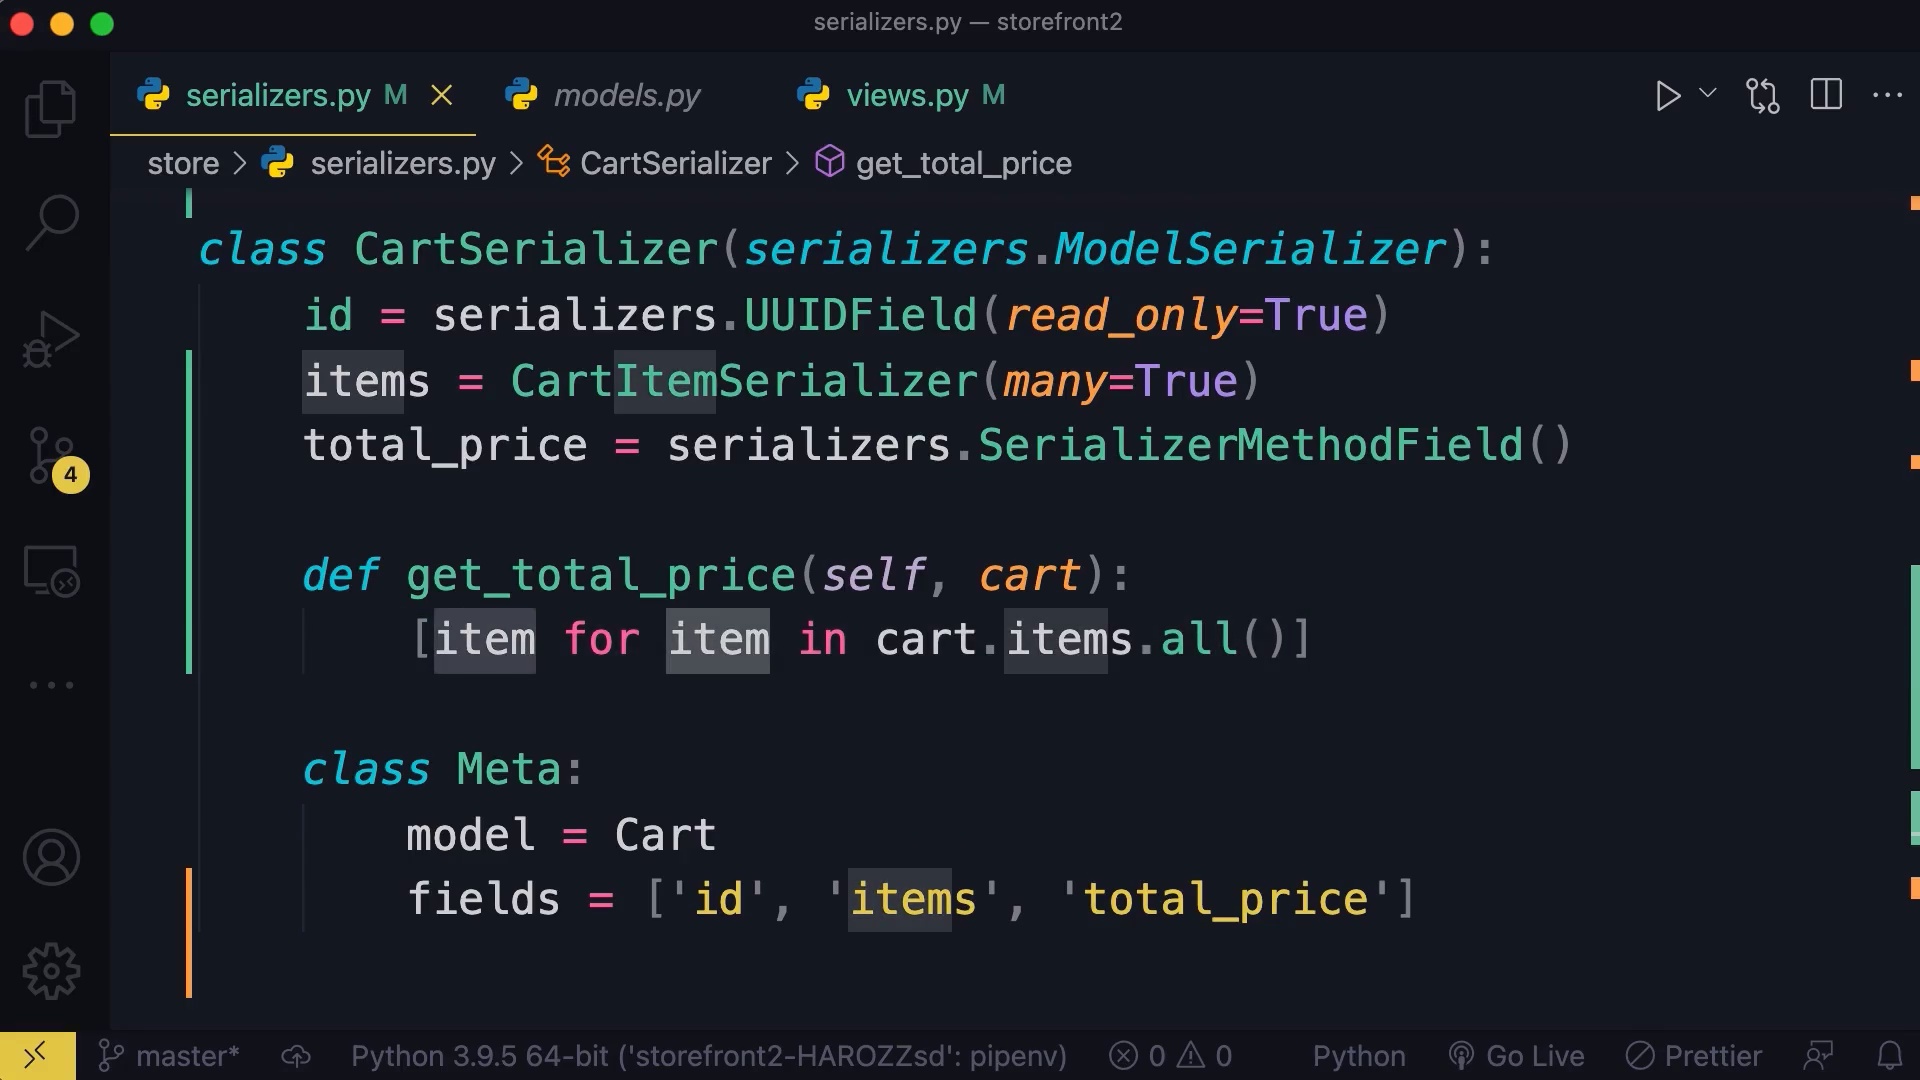 serializers.py — storefront2
serializers.py M models.py views.py M
store > serializers.py > CartSerializer > get_total_price
class CartSerializer(serializers.ModelSerializer):
id = serializers.UUIDField(read_only=True)
items = CartItemSerializer(many=True)
total_price = serializers.SerializerMethodField()
def get_total_price(self, cart):
[item for item in cart.items.all()]
class Meta:
model = Cart
fields = ['id', 'items', 'total_price']
4
master* Python 3.9.5 64-bit ('storefront2-HAROZZsd': pipenv) 0 0 Python Go Live Prettier